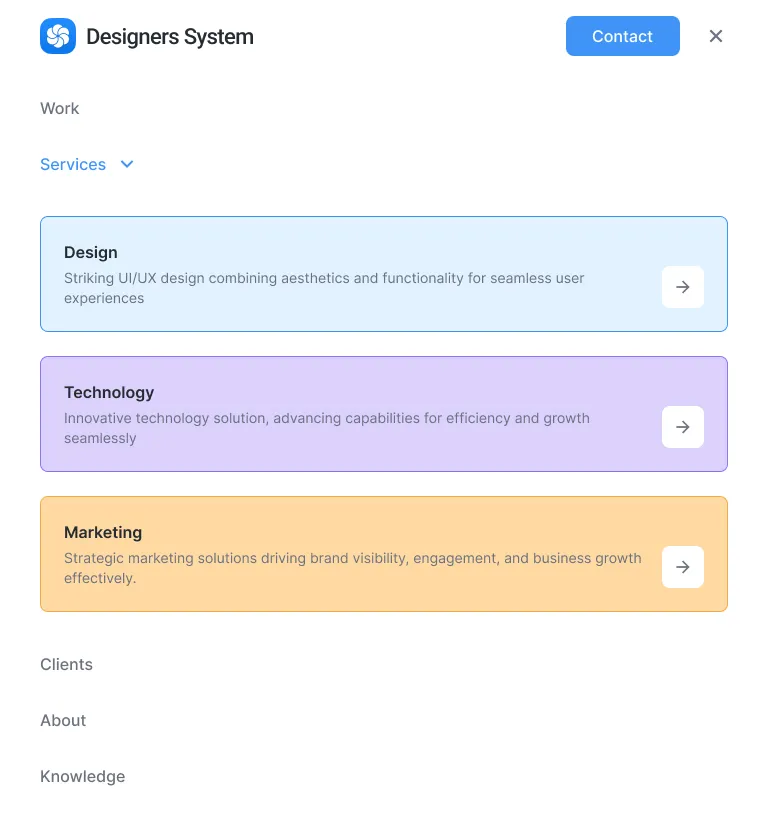 Designers System
Contact
Work
Services
Design
Striking UI/UX design combining aesthetics and functionality for seamless user
experiences
Technology
Innovative technology solution, advancing capabilities for efficiency and growth
seamlessly
Marketing
Strategic marketing solutions driving brand visibility, engagement, and business growth
effectively.
Clients
About
Knowledge